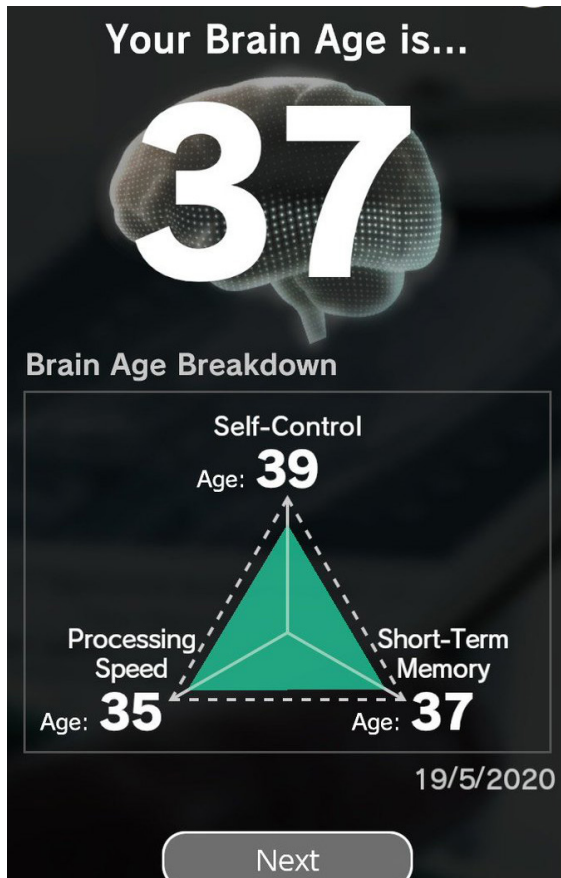 Your Brain Age is...
37
Brain Age Breakdown
Self-Control
Age: 39
Processing
Speed
Age: 35
Short-Term
Memory
Age: 37
19/5/2020
Next